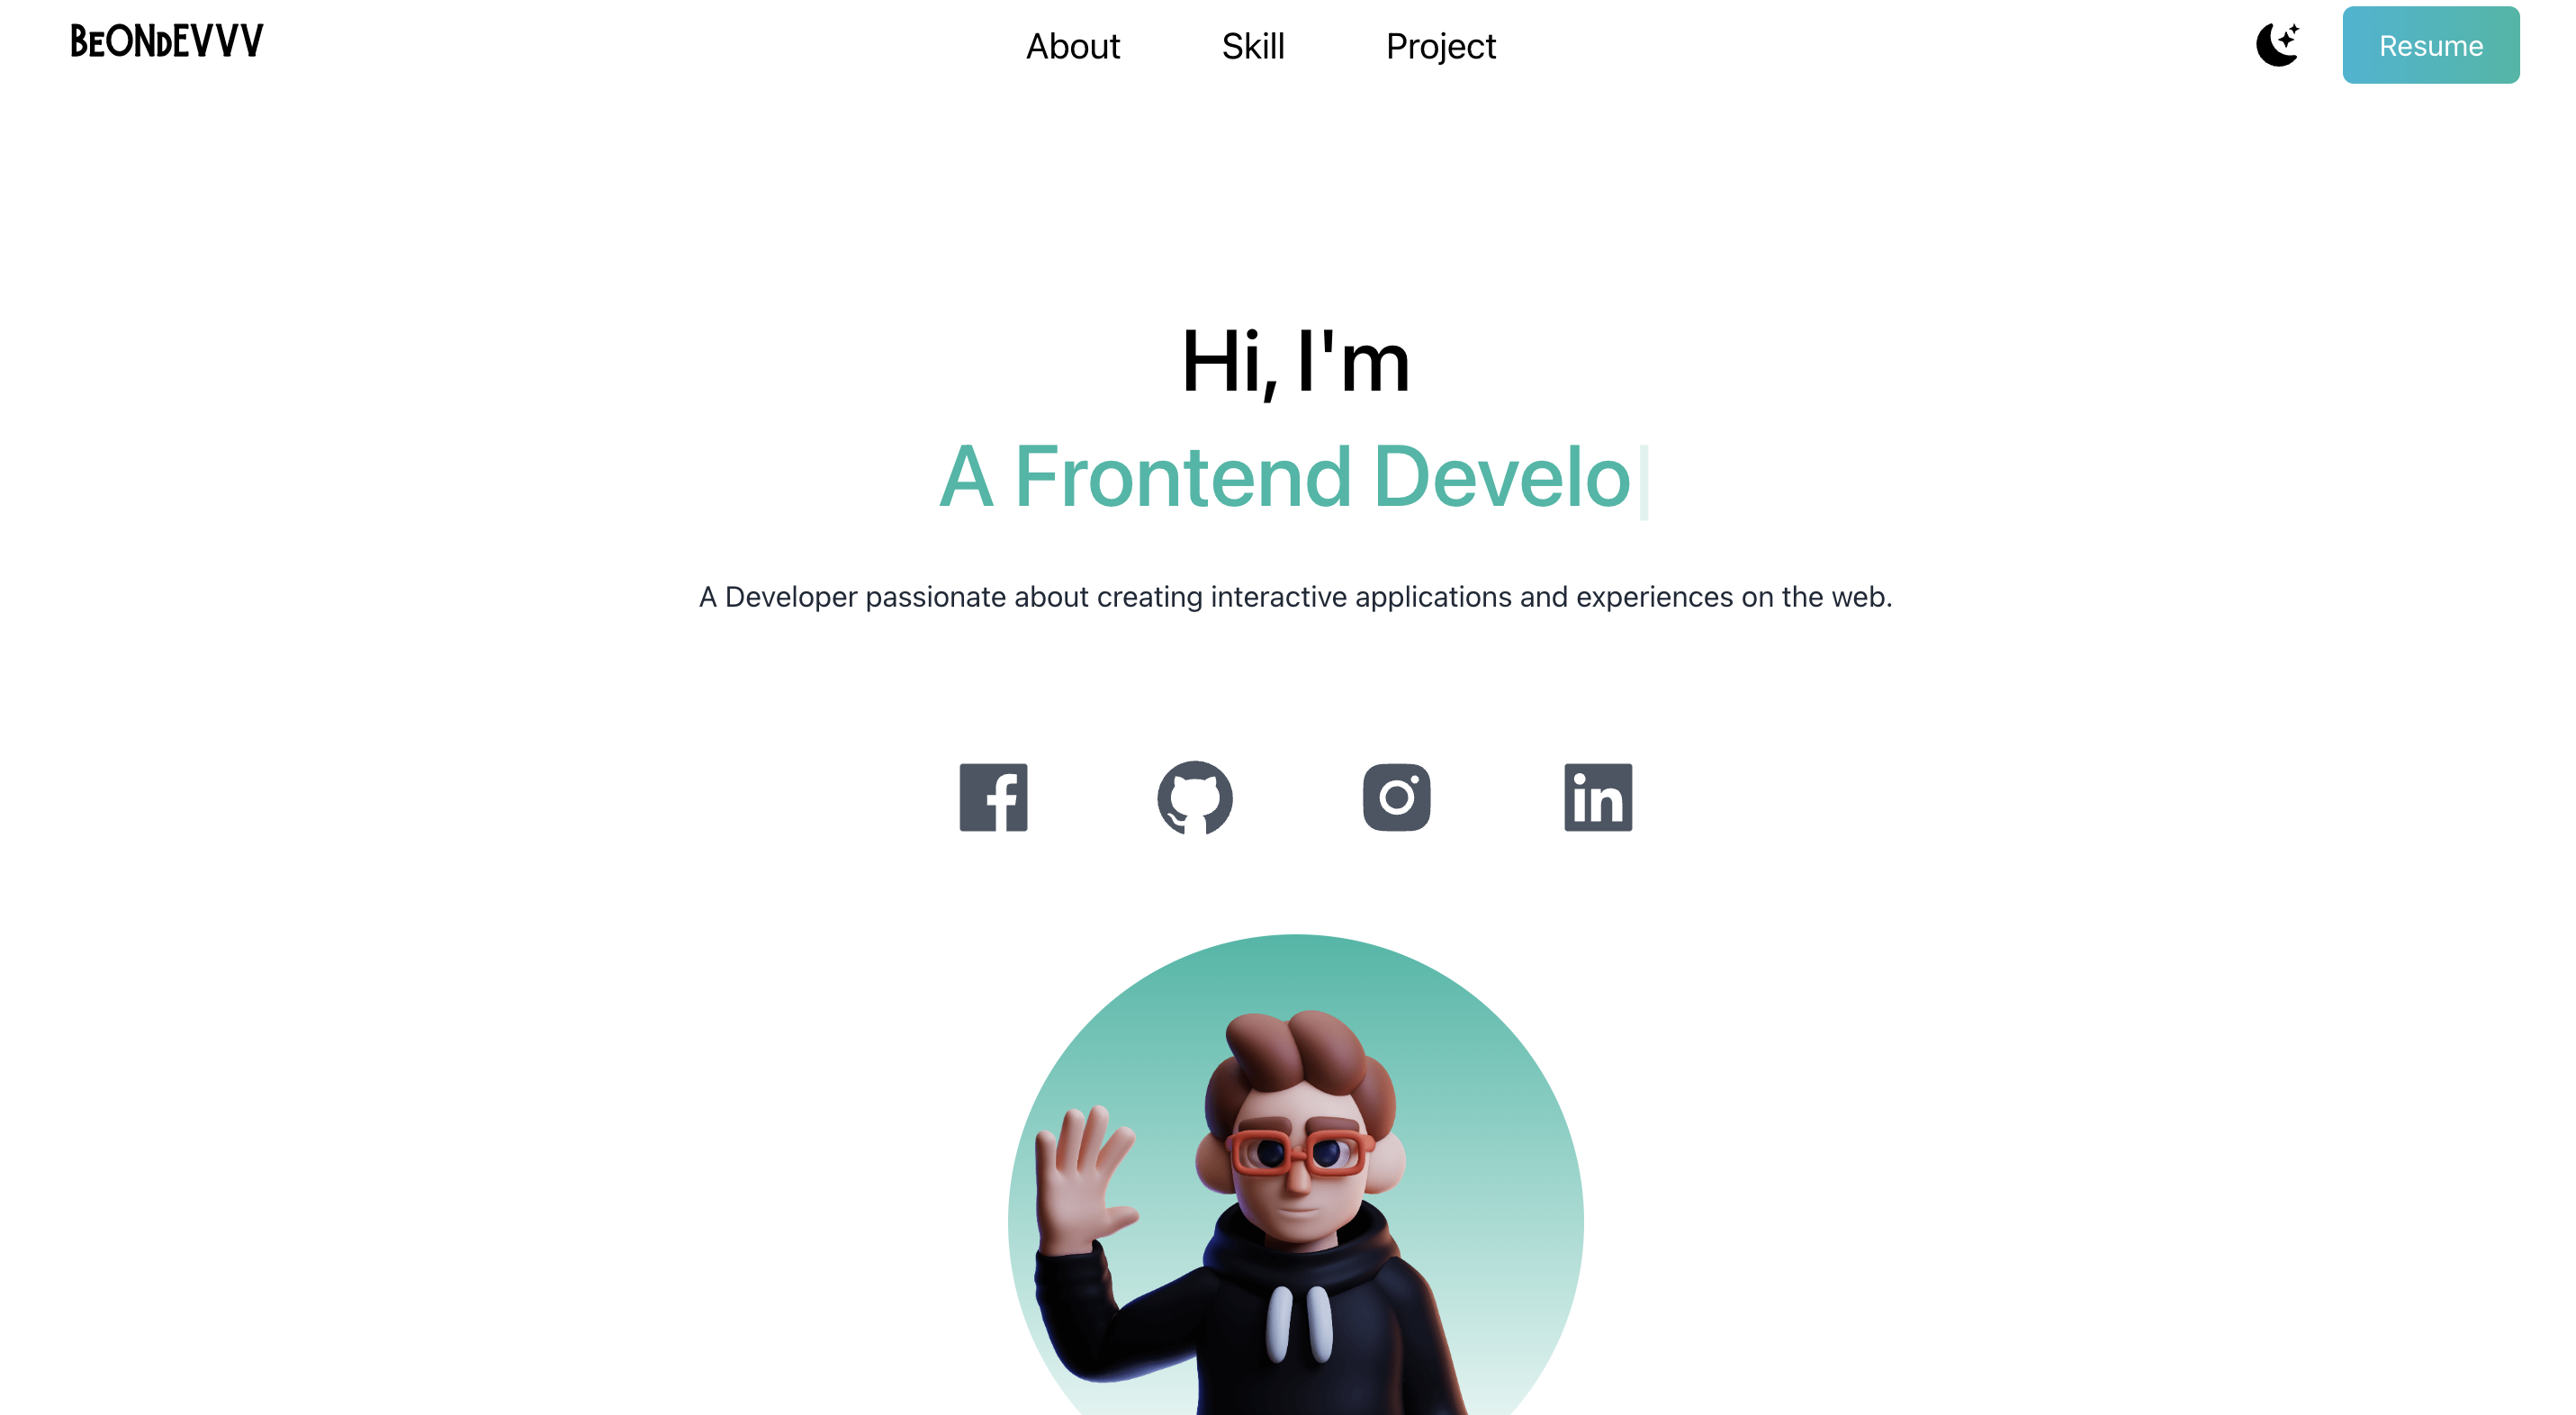 BEONDEVVV
About
Skill
Project
Resume
Hi, I'm
A Frontend Develo
A Developer passionate about creating interactive applications and experiences on the web.